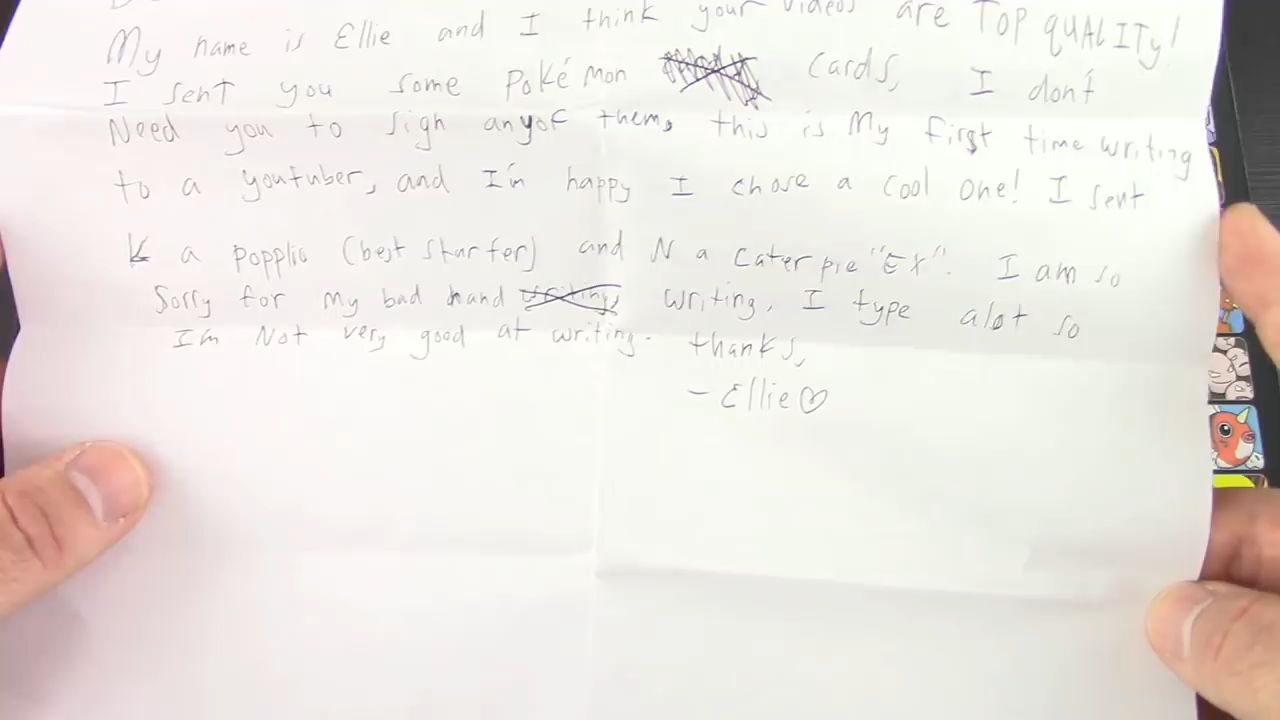 My name is Ellie and I think your videos are TOP QUALITY!
I sent you some Pokémon cards, I don't
Need you to sign any of them, this is My first time writing
to a youtuber, and I'm happy I chose a cool one! I sent
K a popplio (best starter) and N a Caterpie "EX". I am so
Sorry for my bad hand writing writing, I type alot so
I'm Not very good at writing. thanks,
- Ellie♡